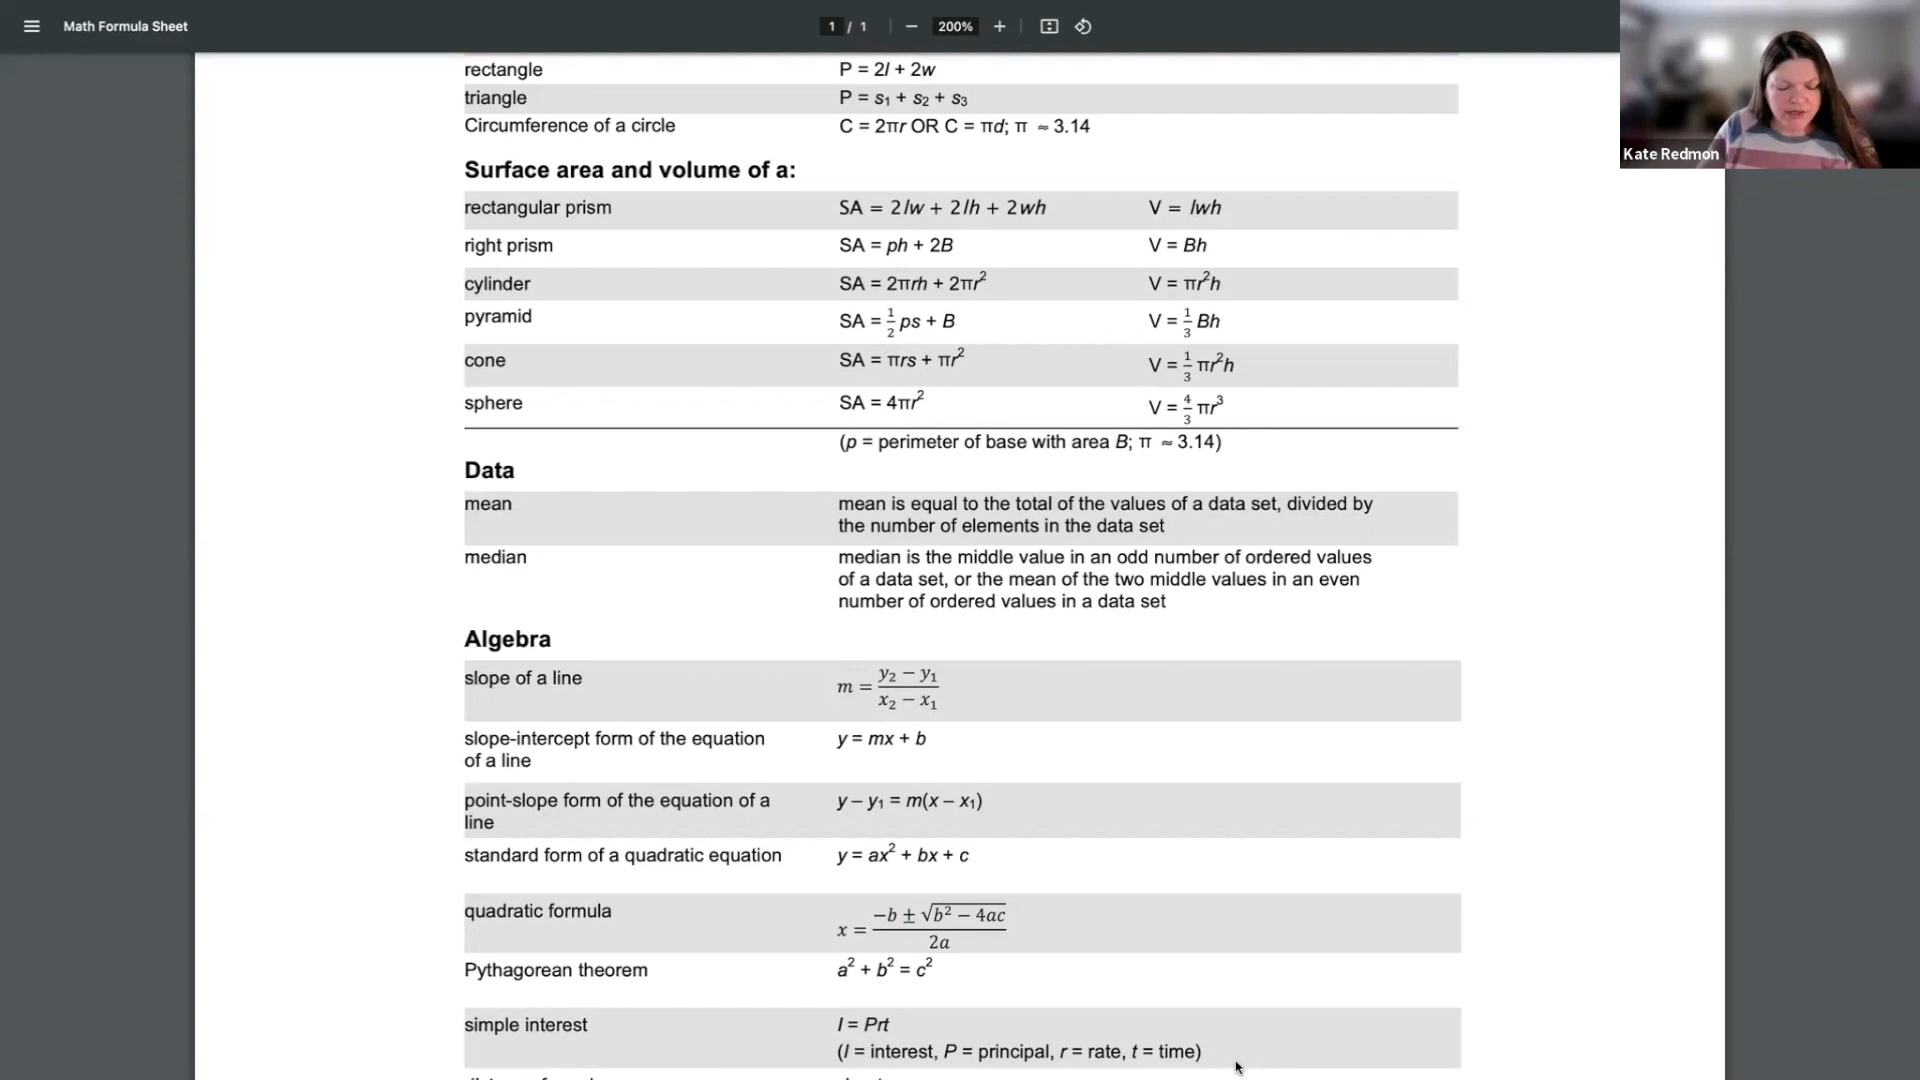 Math Formula Sheet
1 / 1
200%
rectangle P = 2l + 2w
triangle P = s₁ + s₂ + s₃
Circumference of a circle C = 2πr OR C = πd; π ≈ 3.14
Kate Redmon
Surface area and volume of a:
rectangular prism SA = 2lw + 2lh + 2wh V = lwh
right prism SA = ph + 2B V = Bh
cylinder SA = 2πrh + 2πr² V = πr²h
pyramid SA = 1/2 ps + B V = 1/3 Bh
cone SA = πrs + πr² V = 1/3 πr²h
sphere SA = 4πr² V = 4/3 πr³
(p = perimeter of base with area B; π ≈ 3.14)
Data
mean mean is equal to the total of the values of a data set, divided by
the number of elements in the data set
median median is the middle value in an odd number of ordered values
of a data set, or the mean of the two middle values in an even
number of ordered values in a data set
Algebra
slope of a line m = (y₂ − y₁)/(x₂ − x₁)
slope-intercept form of the equation y = mx + b
of a line
point-slope form of the equation of a y – y₁ = m(x – x₁)
line
standard form of a quadratic equation y = ax² + bx + c
quadratic formula x = (−b ± √(b² − 4ac))/(2a)
Pythagorean theorem a² + b² = c²
simple interest I = Prt
(I = interest, P = principal, r = rate, t = time)